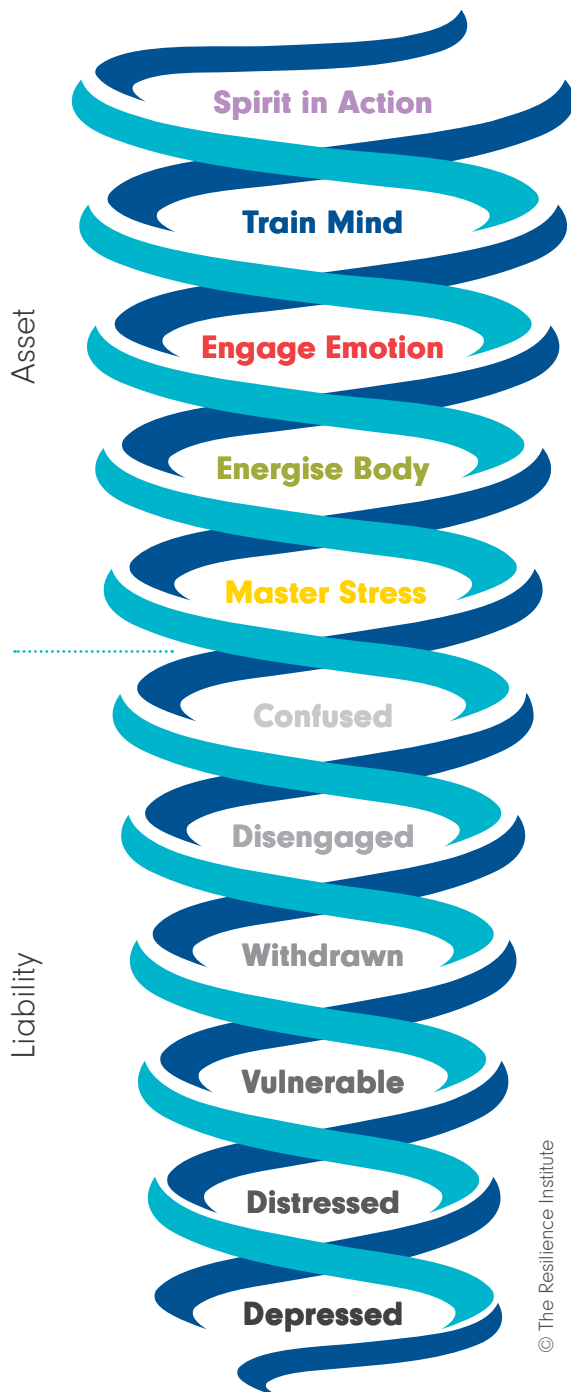 Spirit in Action
Train Mind
Asset
Engage Emotion
Energise Body
Master Stress
Confused
Disengaged
Withdrawn
Liability
Vulnerable
Distressed
Depressed
© The Resilience Institute